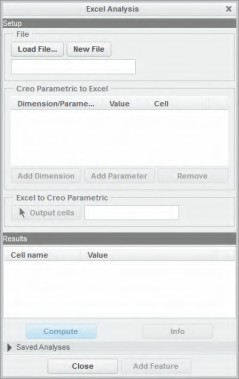 Excel Analysis X
Setup
File
Load File... New File
Creo Parametric to Excel
Dimension/Parame... Value Cell
Add Dimension Add Parameter Remove
Excel to Creo Parametric
Output cells
Results
Cell name Value
Compute Info
Saved Analyses
Close Add Feature